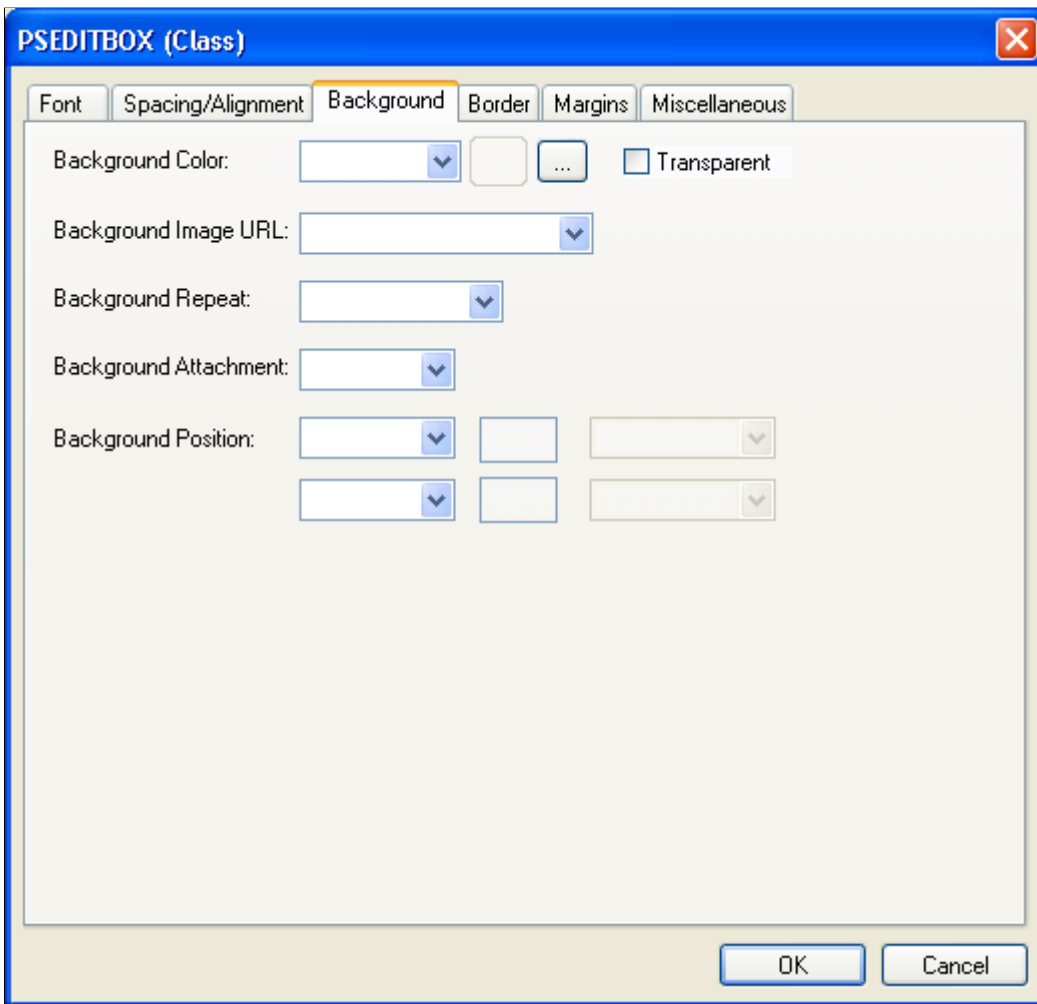 PSEDITBOX (Class)
Font Spacing/Alignment Background Border Margins Miscellaneous
Background Color: ... Transparent
Background Image URL:
Background Repeat:
Background Attachment:
Background Position:
OK Cancel